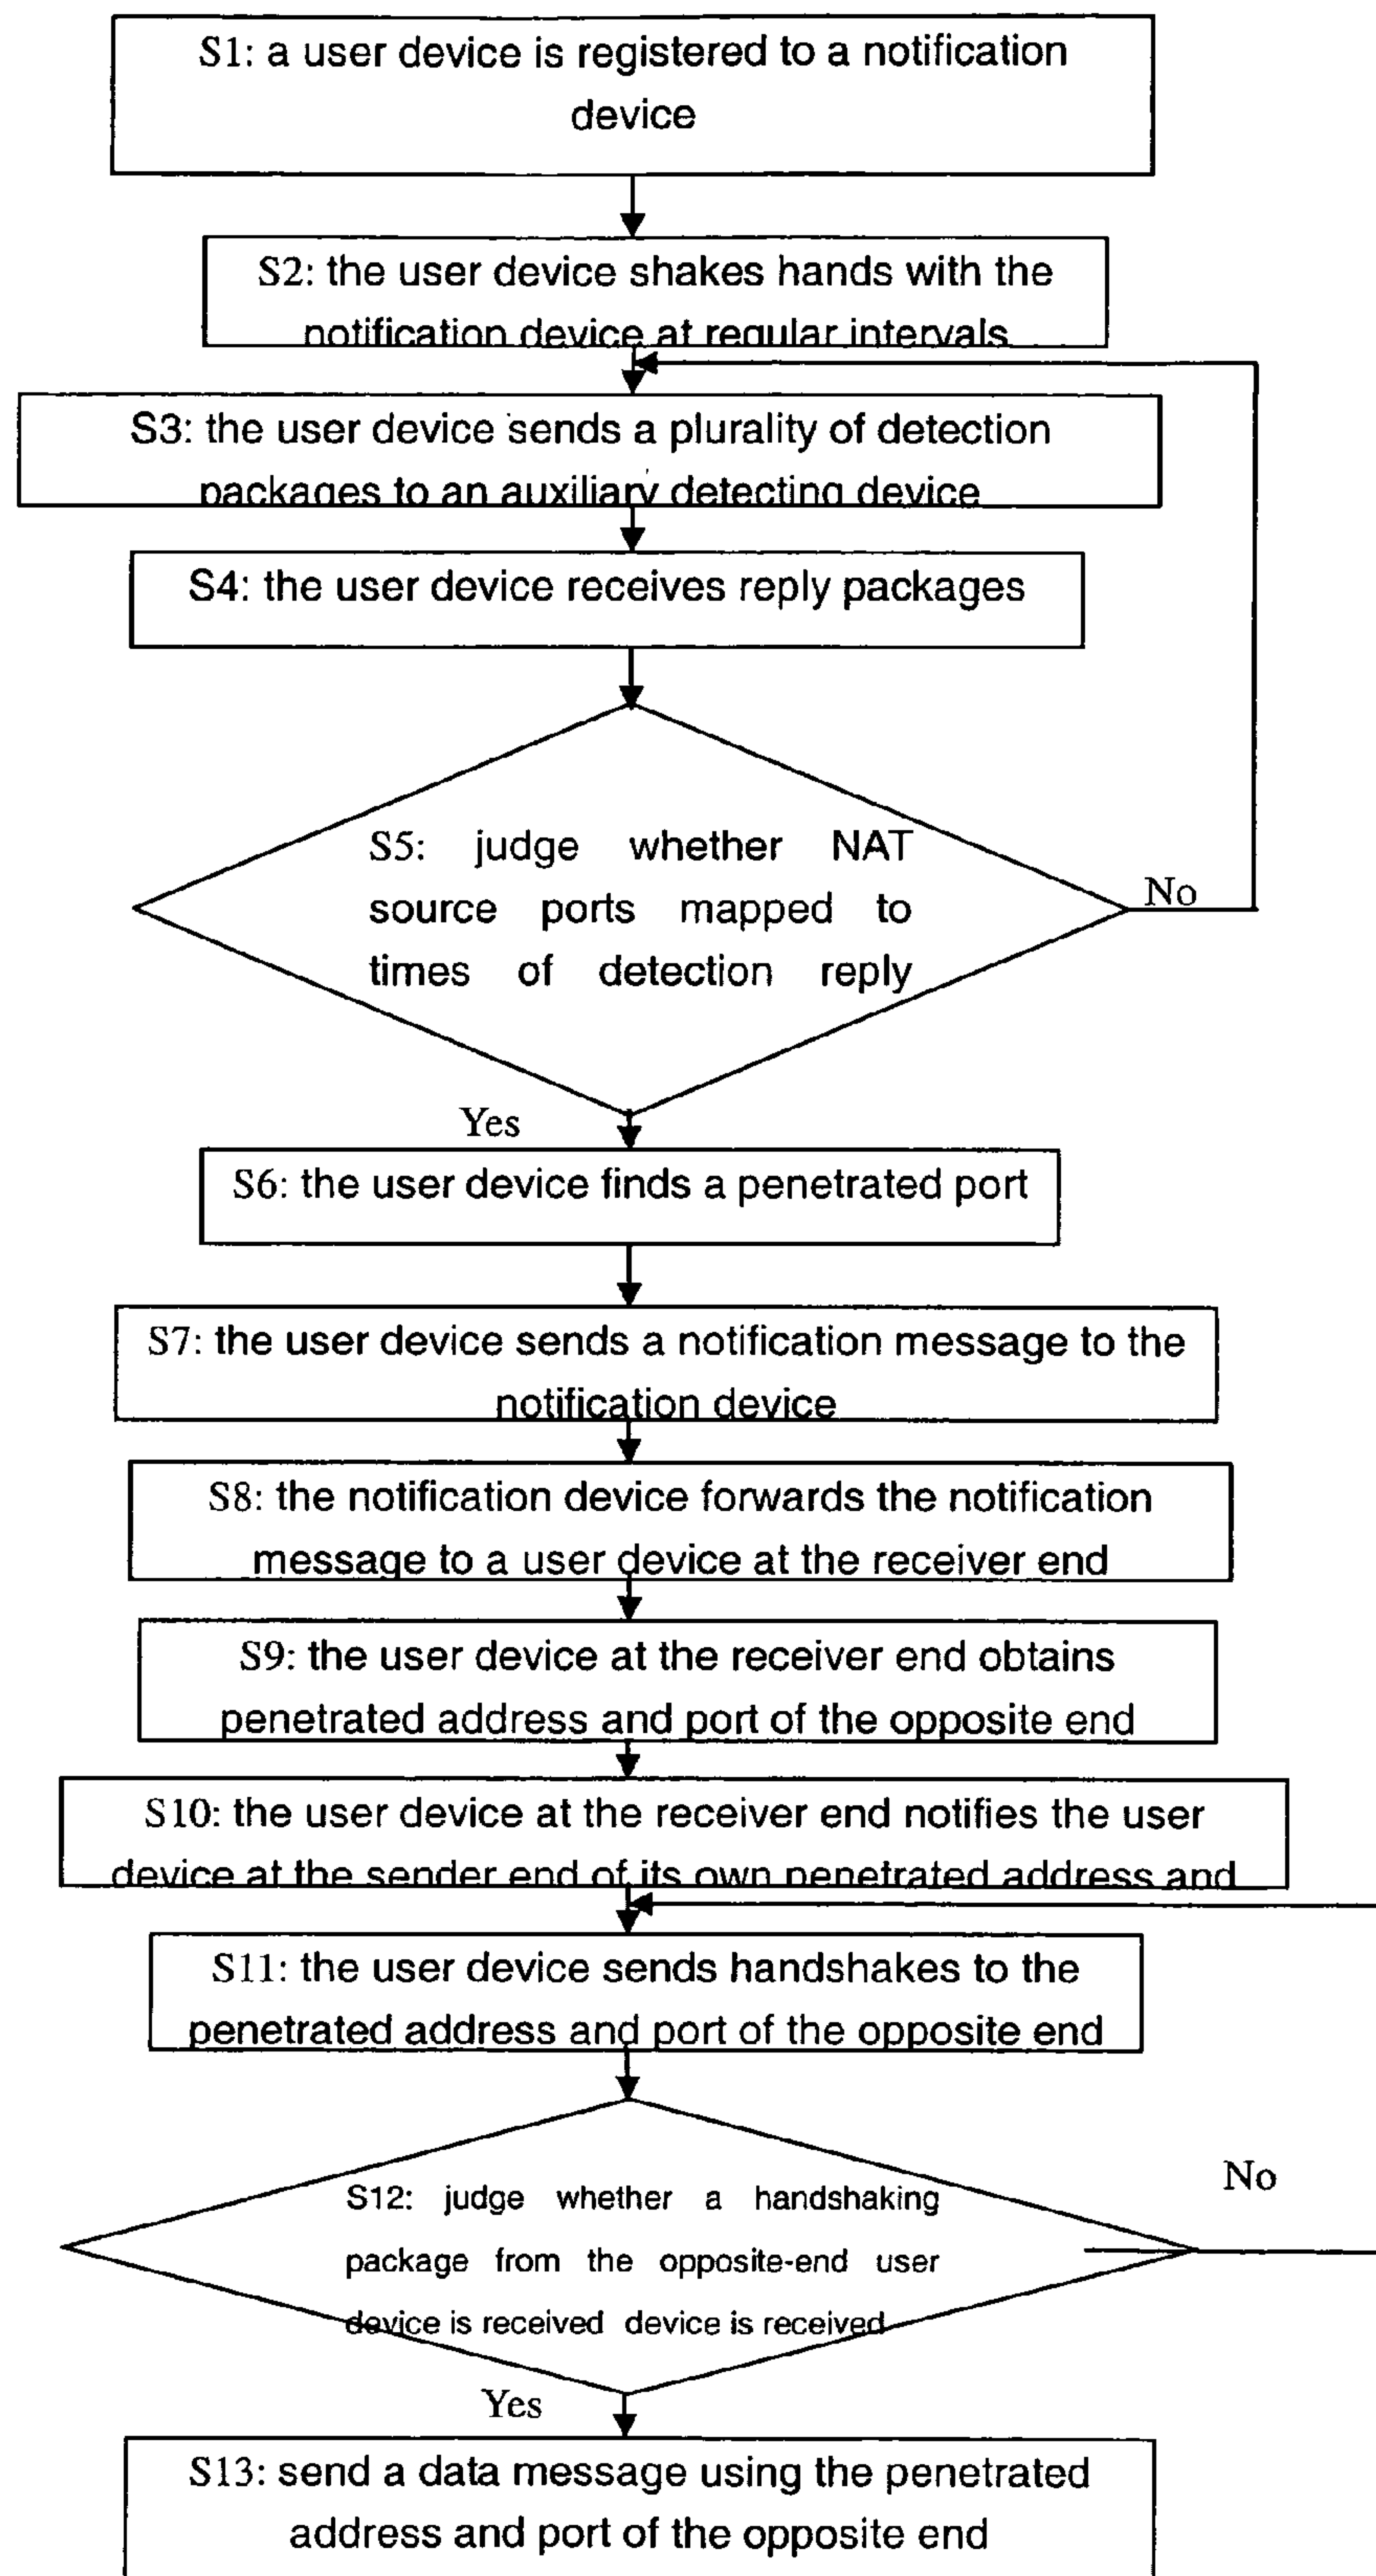 S1: a user device is registered to a notification
device
S2: the user device shakes hands with the
notification device at regular intervals
S3: the user device sends a plurality of detection
packages to an auxiliary detecting device
S4: the user device receives reply packages
S5: judge whether NAT
source ports mapped to
times of detection reply
No
Yes
S6: the user device finds a penetrated port
S7: the user device sends a notification message to the
notification device
S8: the notification device forwards the notification
message to a user device at the receiver end
S9: the user device at the receiver end obtains
penetrated address and port of the opposite end
S10: the user device at the receiver end notifies the user
device at the sender end of its own penetrated address and
S11: the user device sends handshakes to the
penetrated address and port of the opposite end
No
S12: judge whether a handshaking
package from the opposite-end user
device is received device is received
Yes
S13: send a data message using the penetrated
address and port of the opposite end